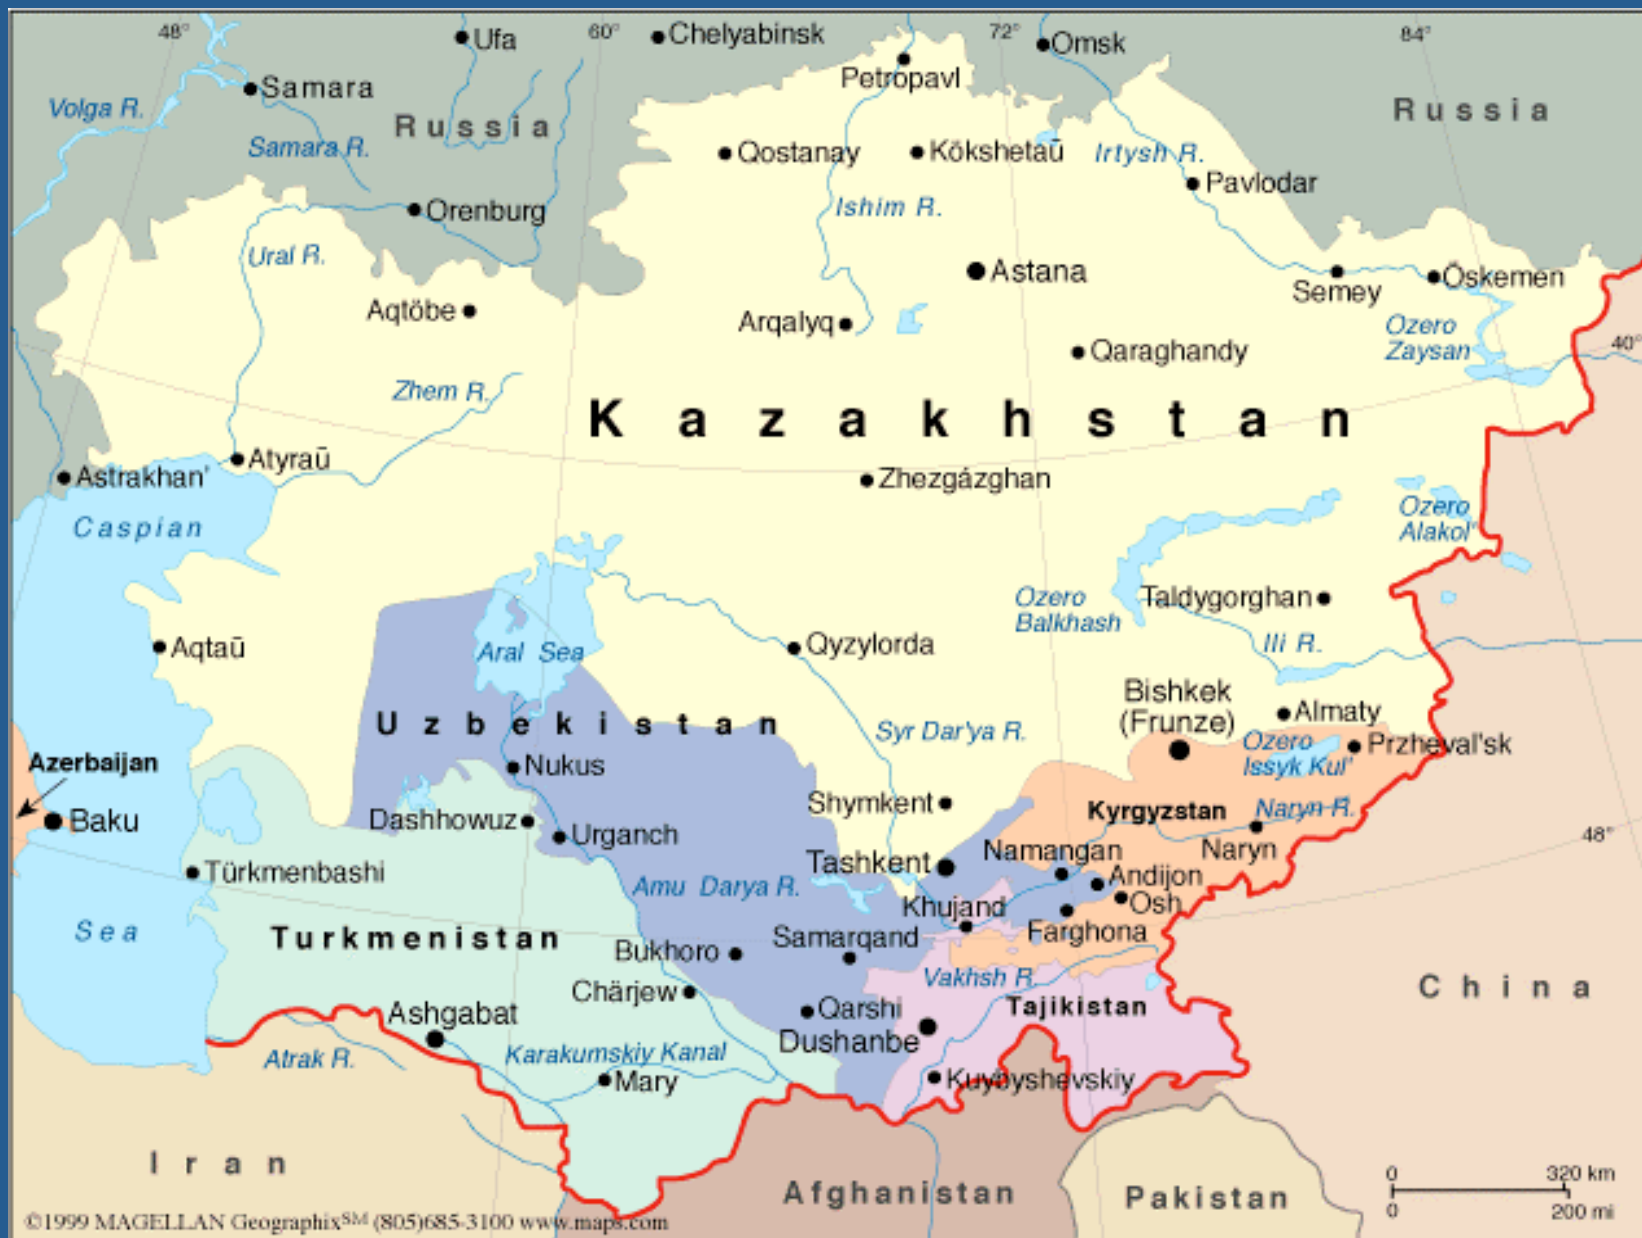 48°
60°
72°
84°
Ufa
Chelyabinsk
Omsk
Petropavl
Samara
Volga R.
Russia
Russia
Samara R.
Qostanay
Kökshetaū
Irtysh R.
Pavlodar
Orenburg
Ishim R.
Ural R.
Astana
Semey
Öskemen
Aqtöbe
Arqalyq
Ozero
Zaysan
40°
Qaraghandy
Zhem R.
Kazakhstan
Atyraū
Astrakhan'
Zhezgázghan
Caspian
Ozero
Alakol'
Ozero
Balkhash
Taldygorghan
Aqtaū
Aral Sea
Qyzylorda
Ili R.
Bishkek
(Frunze)
Almaty
Uzbekistan
Syr Dar'ya R.
Ozero
Issyk Kul'
Przheval'sk
Azerbaijan
Nukus
Baku
Dashhowuz
Urganch
Shymkent
Kyrgyzstan
Naryn R.
48°
Türkmenbashi
Tashkent
Namangan
Naryn
Amu Darya R.
Andijon
Khujand
Osh
Sea
Turkmenistan
Bukhoro
Samarqand
Farghona
Vakhsh R.
Chärjew
Qarshi
Tajikistan
China
Ashgabat
Dushanbe
Atrak R.
Karakumskiy Kanal
Mary
Kuybyshevskiy
Iran
Afghanistan
Pakistan
0 320 km
0 200 mi
©1999 MAGELLAN Geographix℠ (805)685-3100 www.maps.com